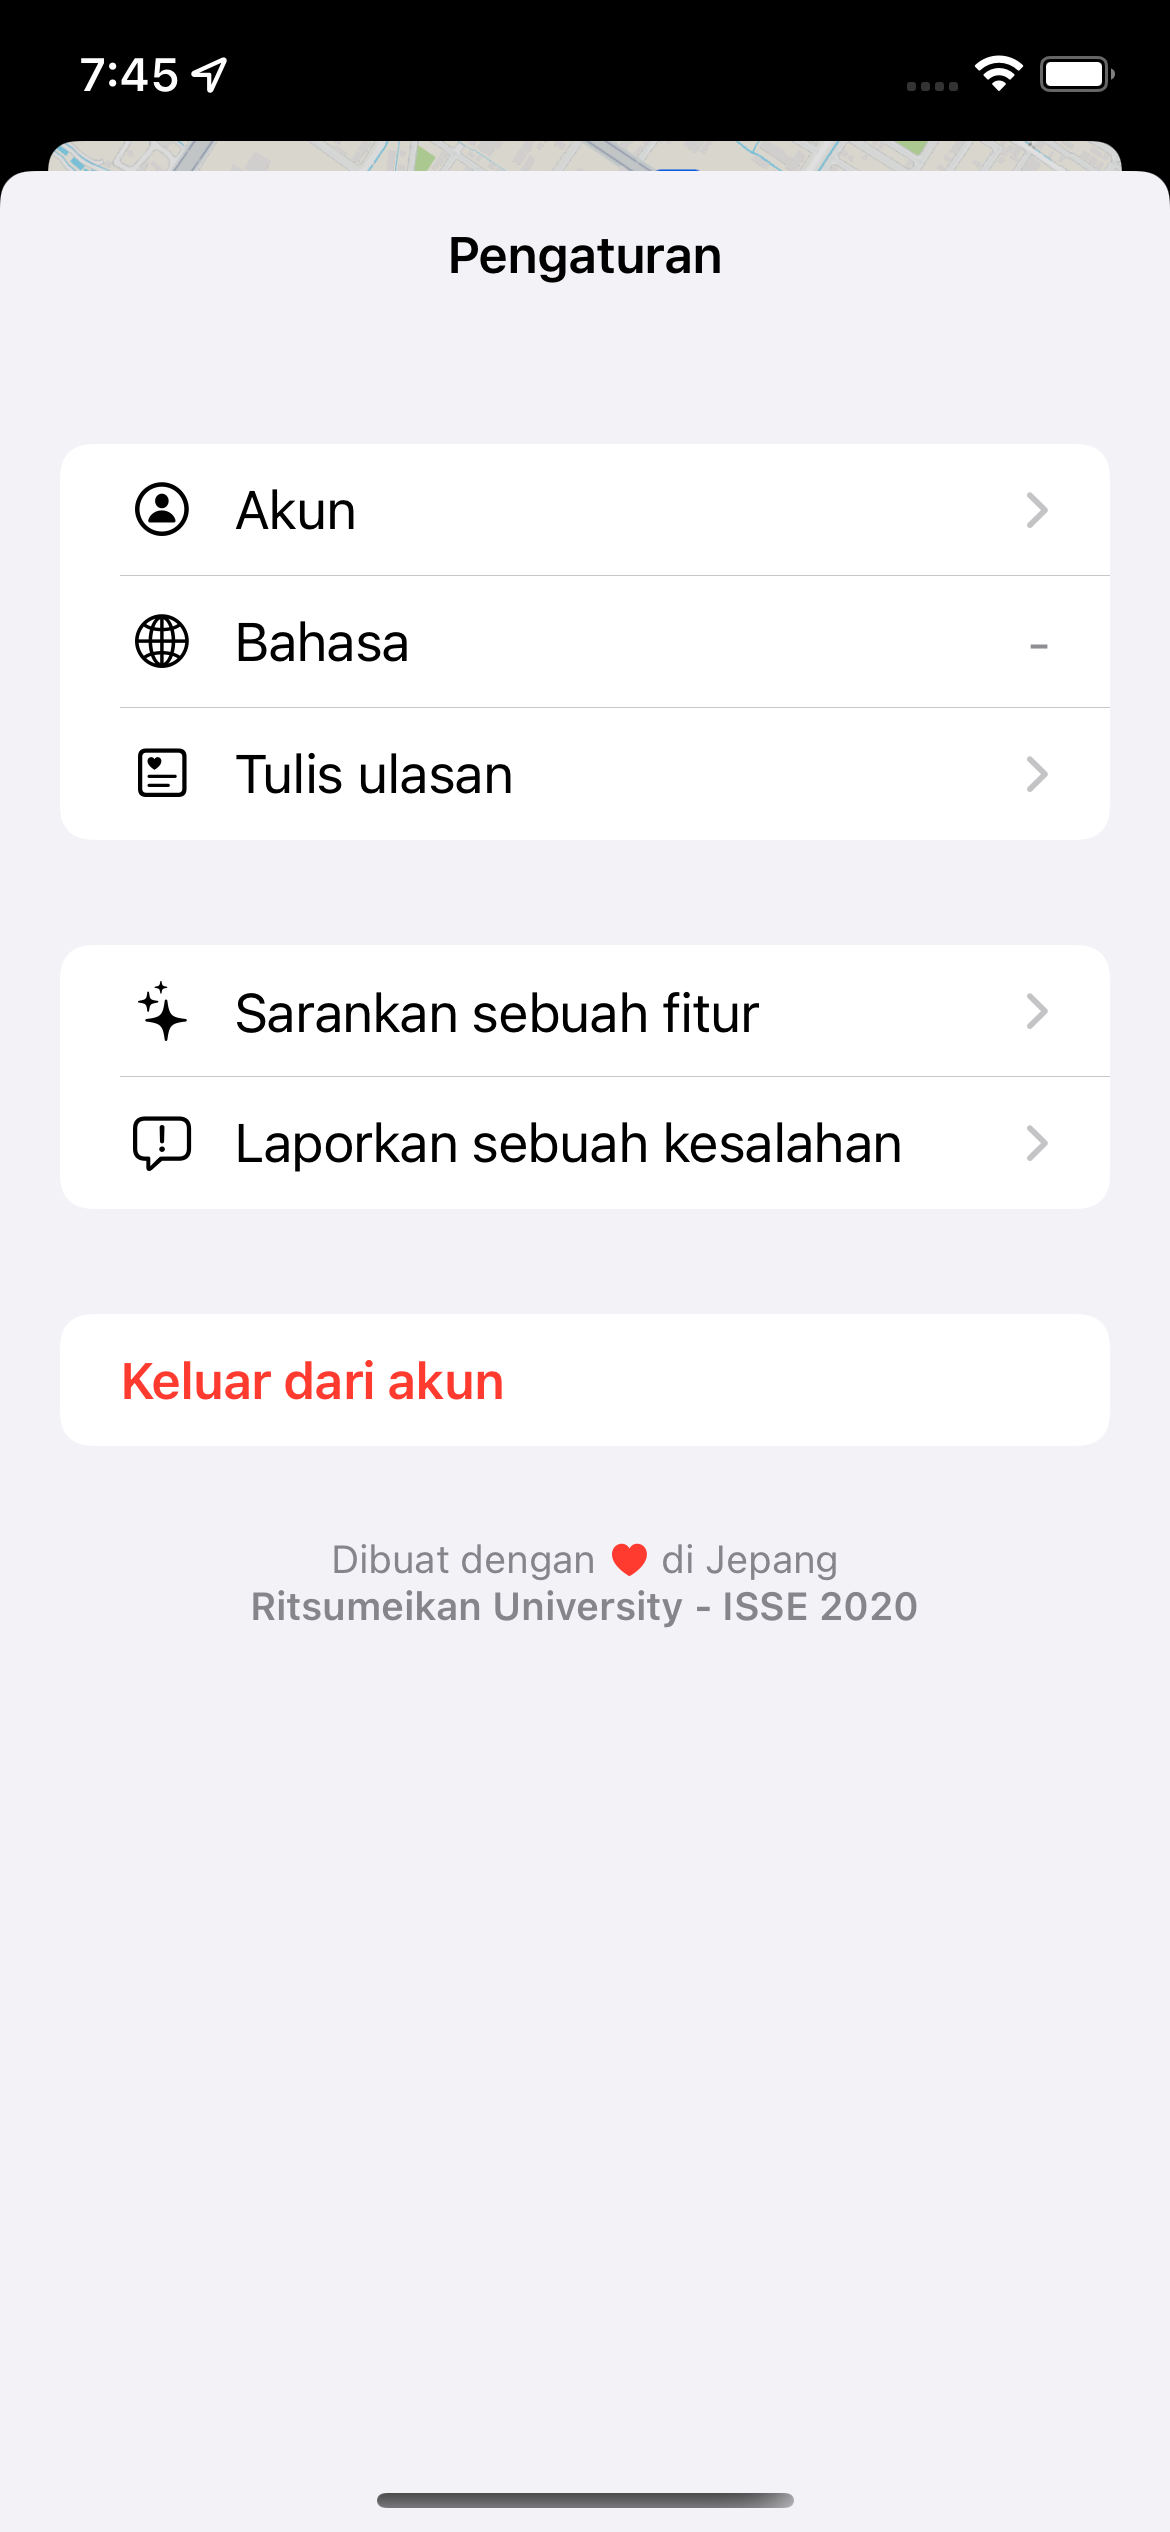 7:45
Pengaturan
Akun
Bahasa -
Tulis ulasan
Sarankan sebuah fitur
Laporkan sebuah kesalahan
Keluar dari akun
Dibuat dengan ❤️ di Jepang
Ritsumeikan University - ISSE 2020